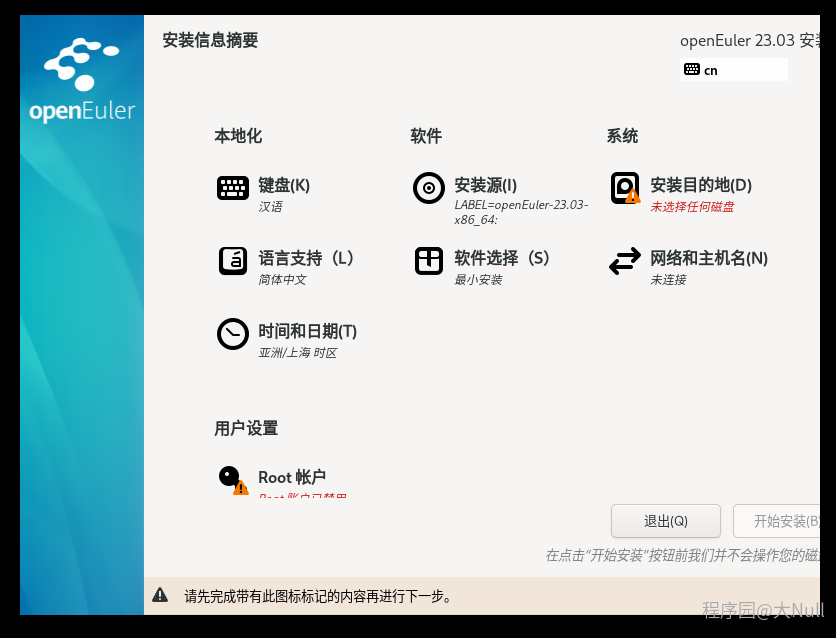 openEuler
安装信息摘要
openEuler 23.03 安装
cn
本地化
软件
系统
键盘(K)
汉语
安装源(I)
LABEL=openEuler-23.03-
x86_64:
安装目的地(D)
未选择任何磁盘
语言支持（L）
简体中文
软件选择（S）
最小安装
网络和主机名(N)
未连接
时间和日期(T)
亚洲/上海 时区
用户设置
Root 帐户
Root 账户已禁用
退出(Q)
开始安装(B)
在点击“开始安装”按钮前我们并不会操作您的磁
请先完成带有此图标标记的内容再进行下一步。
程序园@大Null